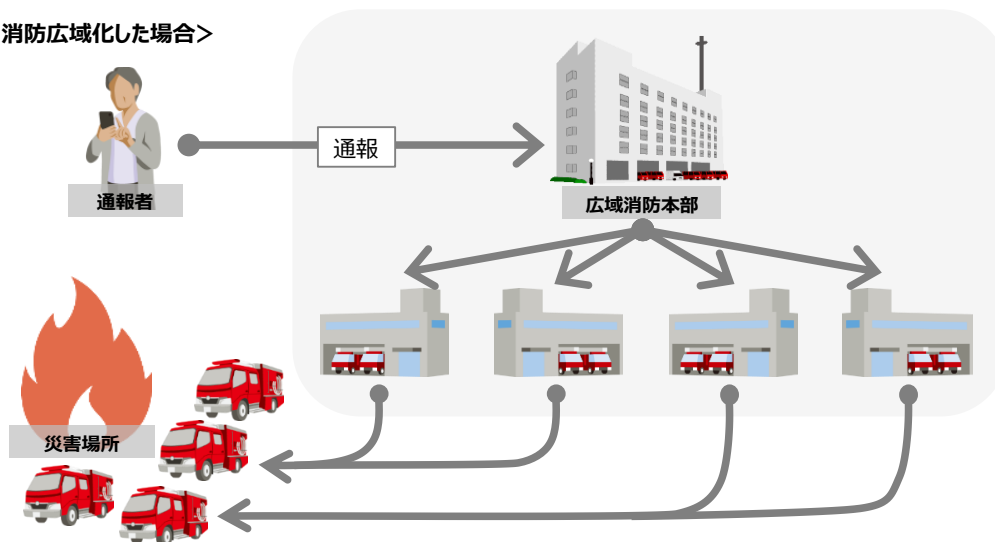 消防広域化した場合>
通報
通報者
広域消防本部
災害場所